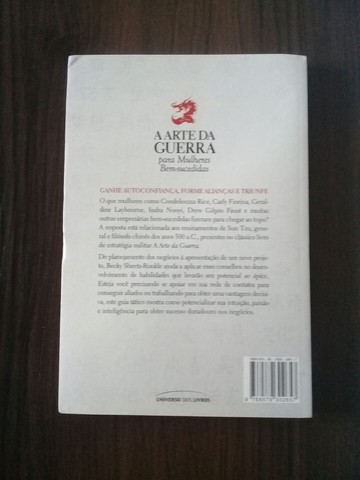 A ARTE DA
GUERRA
para Mulheres
Bem-sucedidas
GANHE AUTOCONFIANÇA, FORME ALIANÇAS E TRIUNFE
O que mulheres como Condoleezza Rice, Carly Fiorina, Geral-
dine Laybourne, Indra Nooyi, Drew Gilpin Faust e muitas
outras empresárias bem-sucedidas fizeram para chegar ao topo?
A resposta está relacionada aos ensinamentos de Sun Tzu, gene-
ral e filósofo chinês dos anos 500 a.C., presentes no clássico livro
de estratégia militar A Arte da Guerra.
Do planejamento dos negócios à apresentação de um novo proje-
to, Becky Sheetz-Runkle ajuda a aplicar esses conselhos no desen-
volvimento de habilidades que levarão seu potencial ao ápice.
Esteja você precisando se apoiar em sua rede de contatos para
conseguir aliados ou trabalhando para obter uma vantagem decisi-
va, este guia tático mostra como potencializar sua intuição, paixão
e inteligência para obter sucesso duradouro nos negócios.
UNIVERSO DOS LIVROS